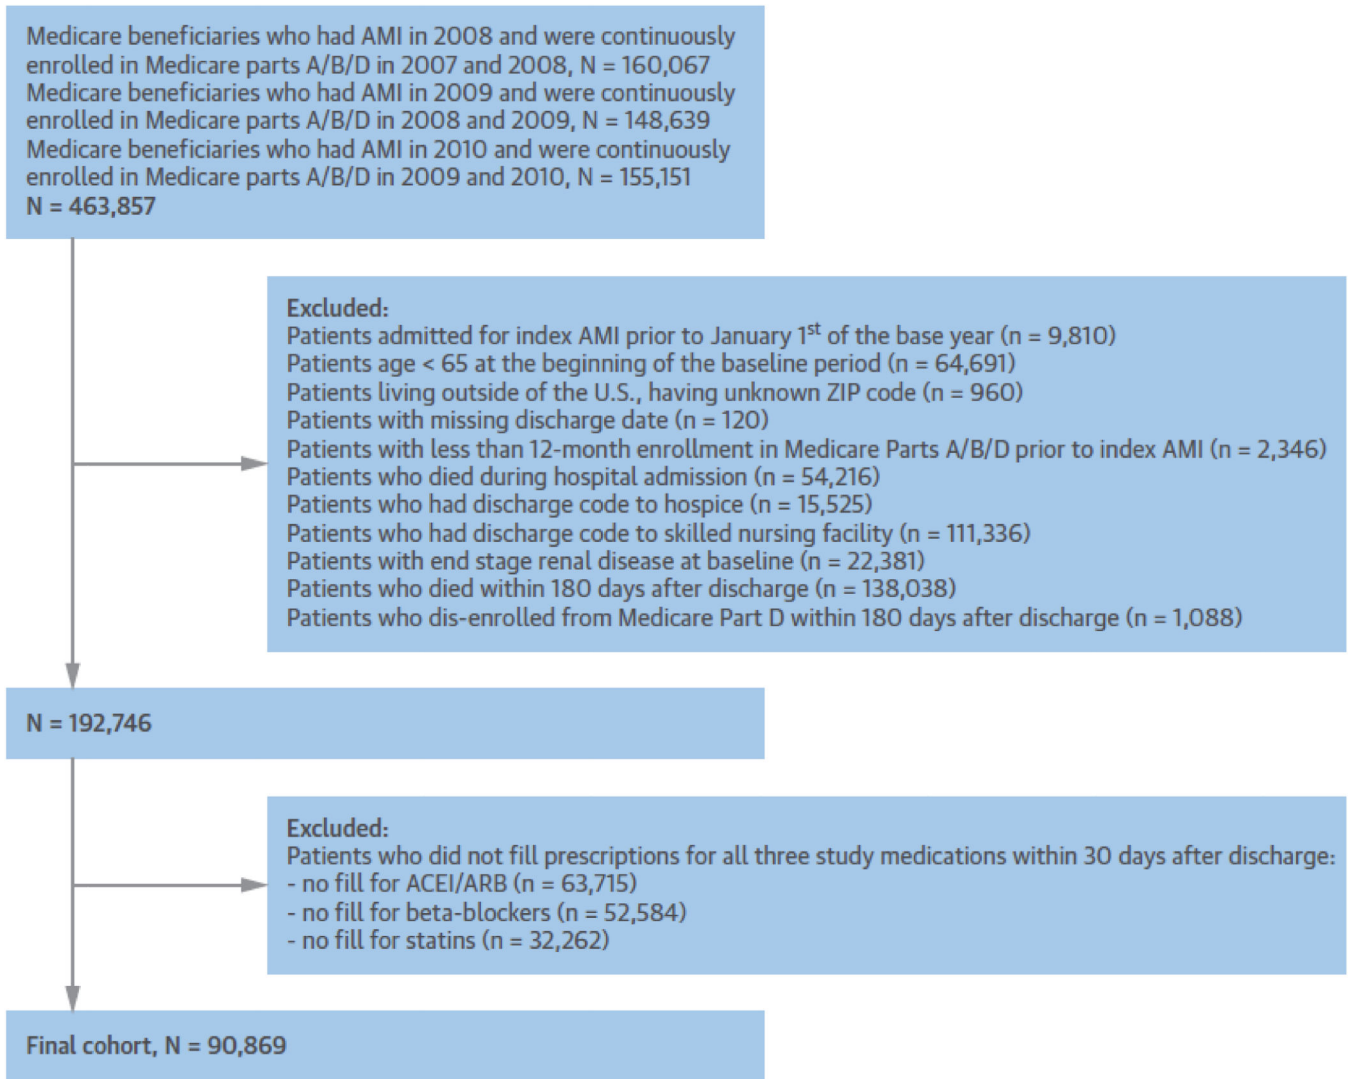 Medicare beneficiaries who had AMI in 2008 and were continuously
enrolled in Medicare parts A/B/D in 2007 and 2008, N = 160,067
Medicare beneficiaries who had AMI in 2009 and were continuously
enrolled in Medicare parts A/B/D in 2008 and 2009, N = 148,639
Medicare beneficiaries who had AMI in 2010 and were continuously
enrolled in Medicare parts A/B/D in 2009 and 2010, N = 155,151
N = 463,857
Excluded:
Patients admitted for index AMI prior to January 1st of the base year (n = 9,810)
Patients age < 65 at the beginning of the baseline period (n = 64,691)
Patients living outside of the U.S., having unknown ZIP code (n = 960)
Patients with missing discharge date (n = 120)
Patients with less than 12-month enrollment in Medicare Parts A/B/D prior to index AMI (n = 2,346)
Patients who died during hospital admission (n = 54,216)
Patients who had discharge code to hospice (n = 15,525)
Patients who had discharge code to skilled nursing facility (n = 111,336)
Patients with end stage renal disease at baseline (n = 22,381)
Patients who died within 180 days after discharge (n = 138,038)
Patients who dis-enrolled from Medicare Part D within 180 days after discharge (n = 1,088)
N = 192,746
Excluded:
Patients who did not fill prescriptions for all three study medications within 30 days after discharge:
- no fill for ACEI/ARB (n = 63,715)
- no fill for beta-blockers (n = 52,584)
- no fill for statins (n = 32,262)
Final cohort, N = 90,869